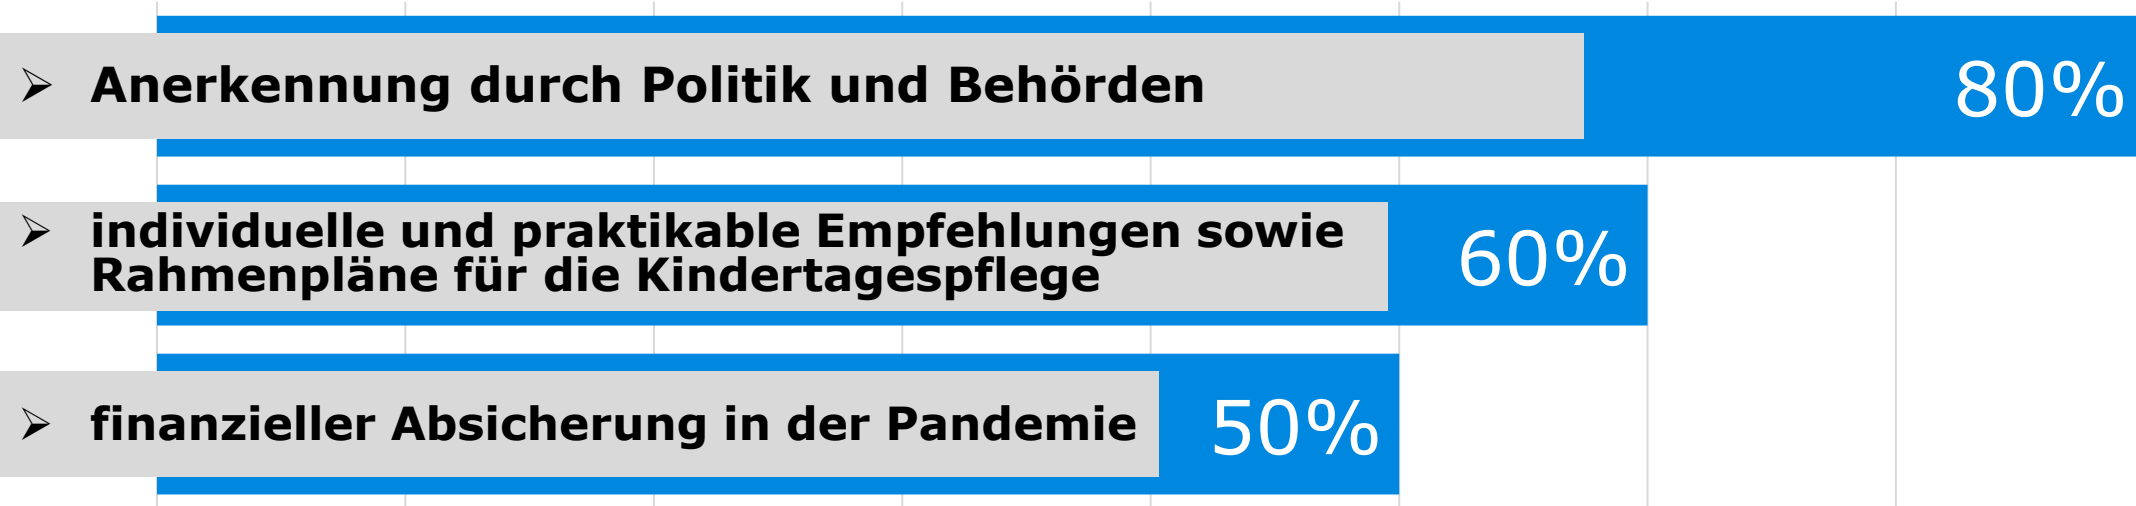 ➢ Anerkennung durch Politik und Behörden
80%
➢ individuelle und praktikable Empfehlungen sowie
Rahmenpläne für die Kindertagespflege
60%
➢ finanzieller Absicherung in der Pandemie
50%